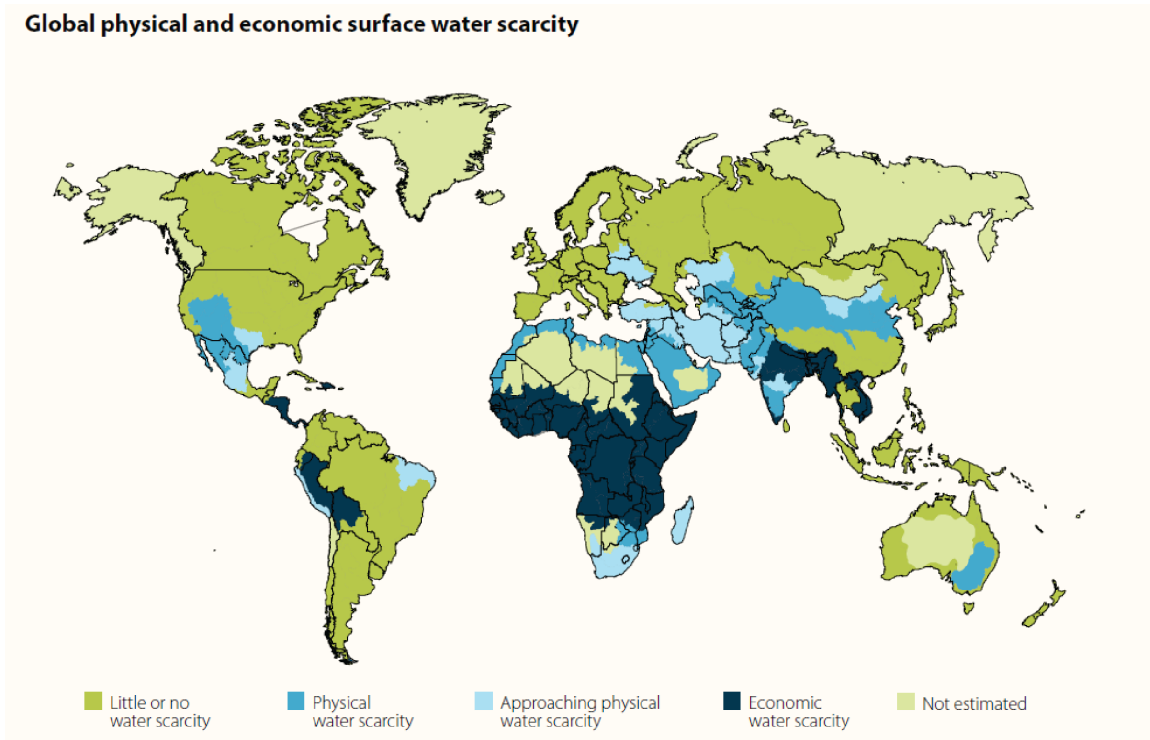 Global physical and economic surface water scarcity
Little or no
water scarcity
Physical
water scarcity
Approaching physical
water scarcity
Economic
water scarcity
Not estimated